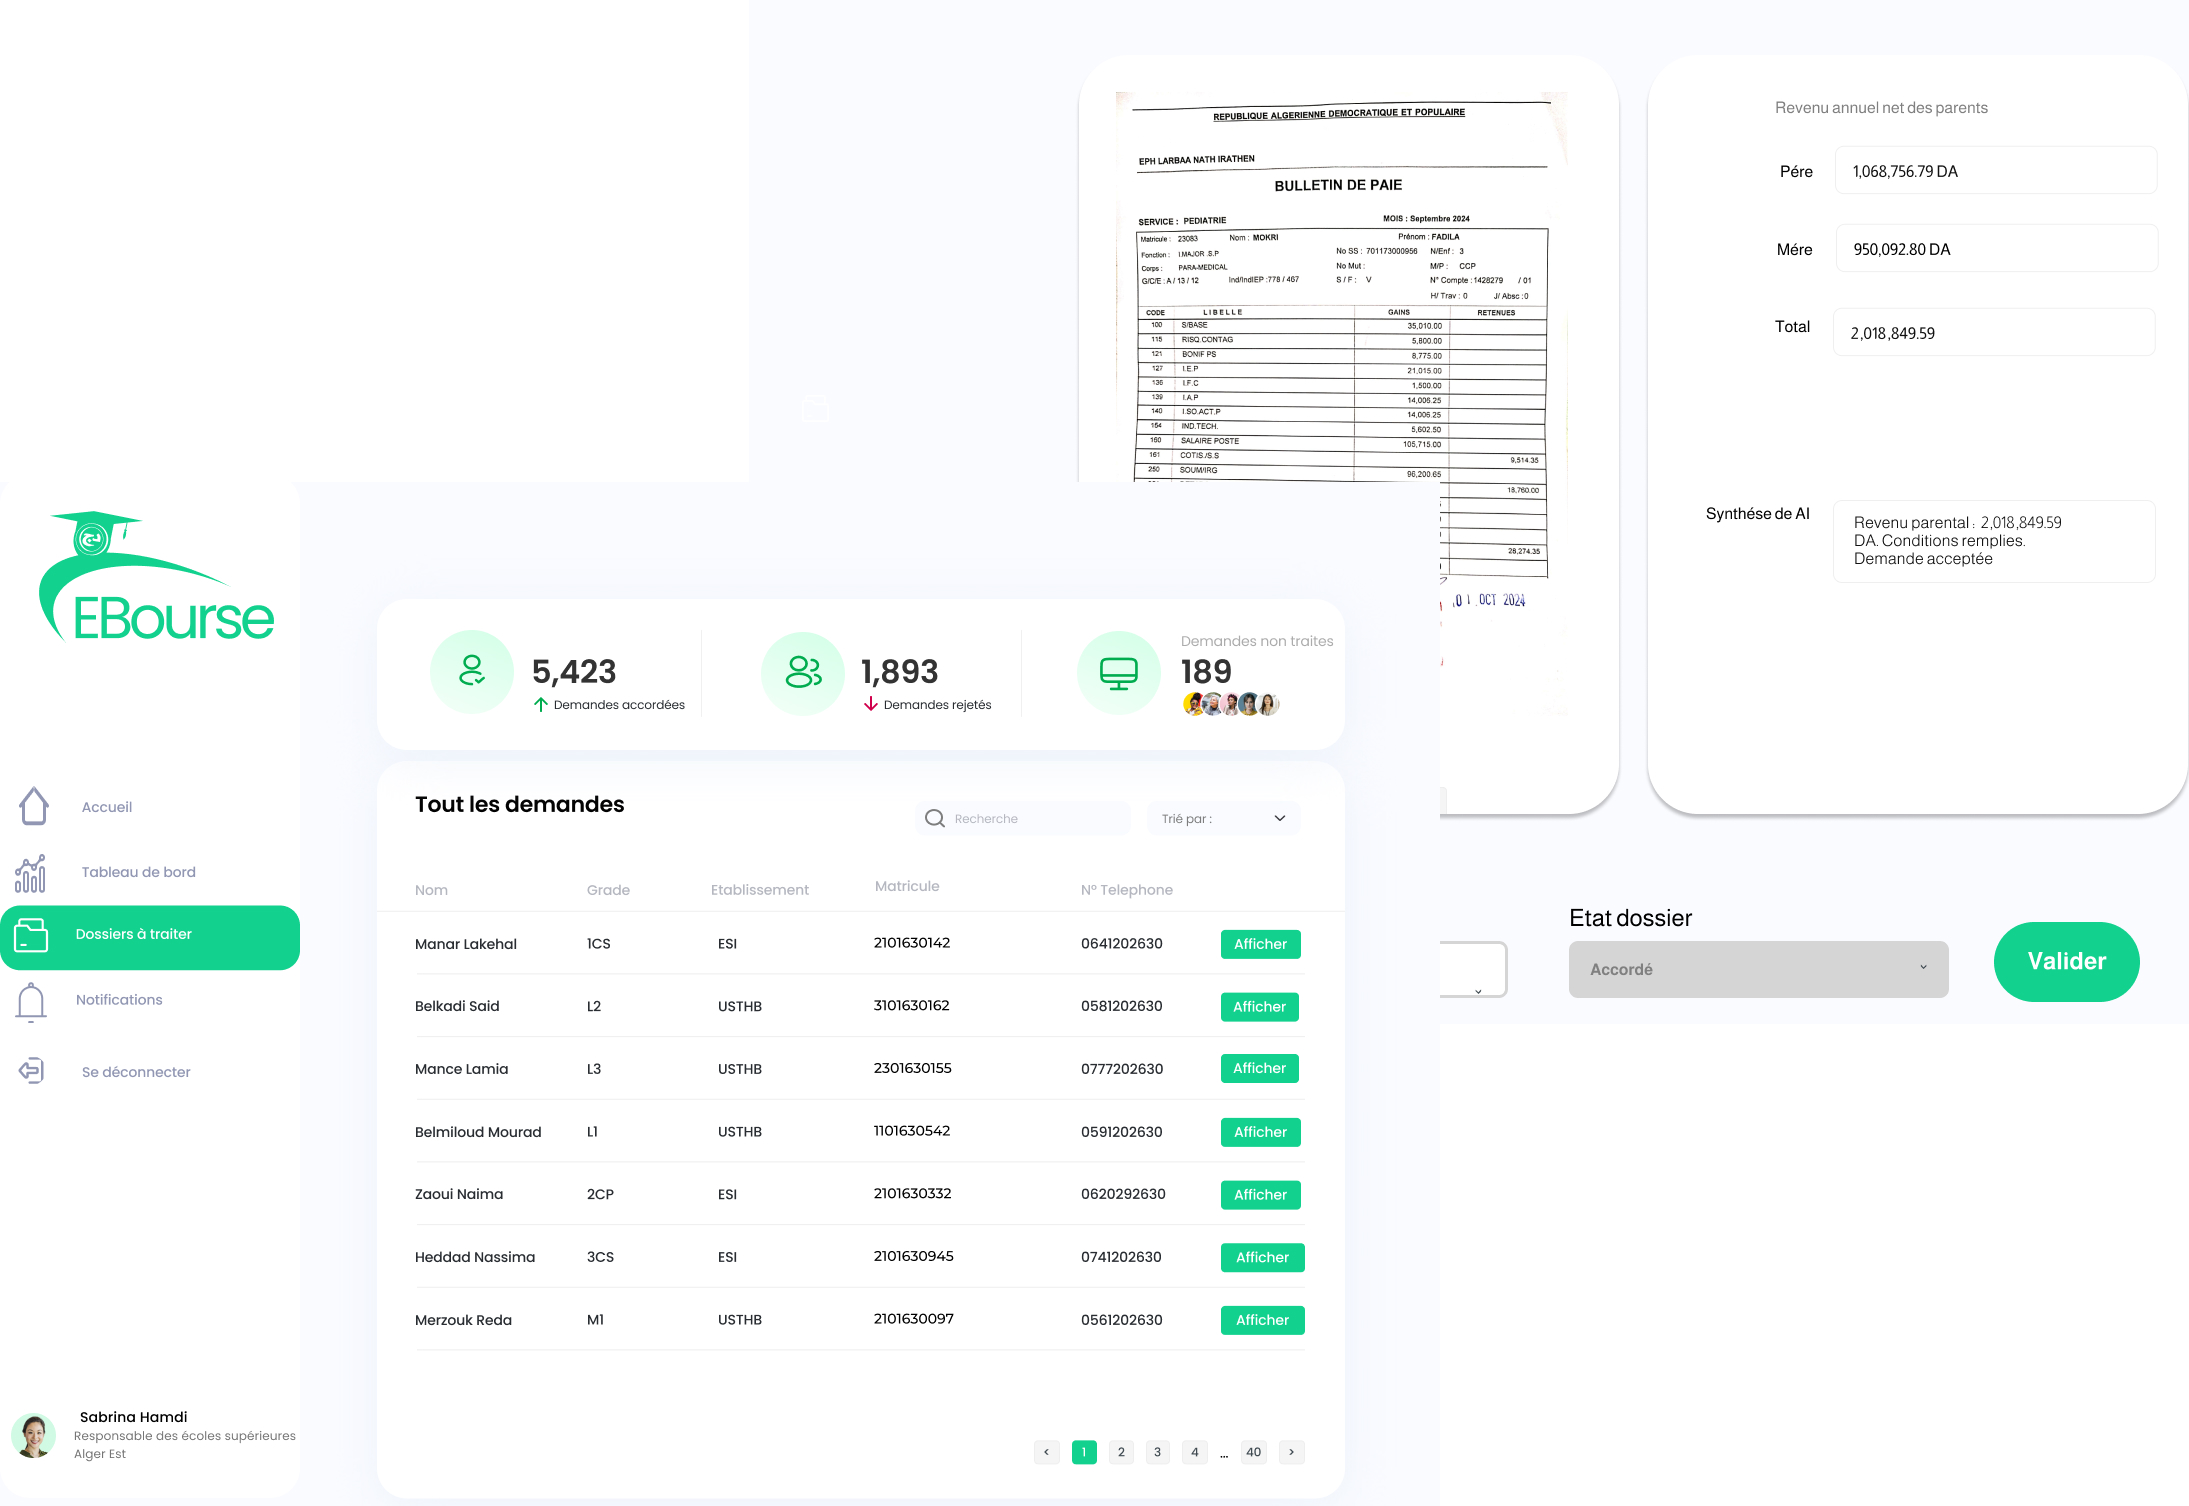 REPUBLIQUE ALGERIENNE DEMOCRATIQUE ET POPULAIRE
EPH LARBAA NATH IRATHEN
BULLETIN DE PAIE
SERVICE : PEDIATRIE MOIS : Septembre 2024
Matricule : 23083 Nom : MOKRI Prénom : FADILA
Fonction : I.MAJOR .S.P No SS : 701173000956 N/Enf : 3
Corps : PARA-MEDICAL No Mut : M/P : CCP
G/C/E : A / 13 / 12 Ind/IndIEP :778 / 467 S / F : V N° Compte : 1428279 / 01
H/ Trav : 0 J/ Absc :0
CODE LIBELLE GAINS RETENUES
100 S/BASE 35,010.00
115 RISQ.CONTAG 5,800.00
121 BONIF PS 8,775.00
127 I.E.P 21,015.00
136 I.F.C 1,500.00
139 I.A.P 14,006.25
140 I.SO.ACT.P 14,006.25
154 IND.TECH. 5,602.50
160 SALAIRE POSTE 105,715.00
161 COTIS./S.S 9,514.35
250 SOUM/IRG 96,200.65
18,760.00
28,274.35
01 OCT 2024
Revenu annuel net des parents
Pére 1,068,756.79 DA
Mére 950,092.80 DA
Total 2,018,849.59
Synthése de AI
Revenu parental : 2,018,849.59
DA. Conditions remplies.
Demande acceptée
Etat dossier
Accordé
Valider
EBourse
Accueil
Tableau de bord
Dossiers à traiter
Notifications
Se déconnecter
Sabrina Hamdi
Responsable des écoles supérieures
Alger Est
5,423
Demandes accordées
1,893
Demandes rejetés
Demandes non traites
189
Tout les demandes
Recherche
Trié par :
Nom Grade Etablissement Matricule N° Telephone
Manar Lakehal 1CS ESI 2101630142 0641202630 Afficher
Belkadi Said L2 USTHB 3101630162 0581202630 Afficher
Mance Lamia L3 USTHB 2301630155 0777202630 Afficher
Belmiloud Mourad L1 USTHB 1101630542 0591202630 Afficher
Zaoui Naima 2CP ESI 2101630332 0620292630 Afficher
Heddad Nassima 3CS ESI 2101630945 0741202630 Afficher
Merzouk Reda M1 USTHB 2101630097 0561202630 Afficher
< 1 2 3 4 ... 40 >